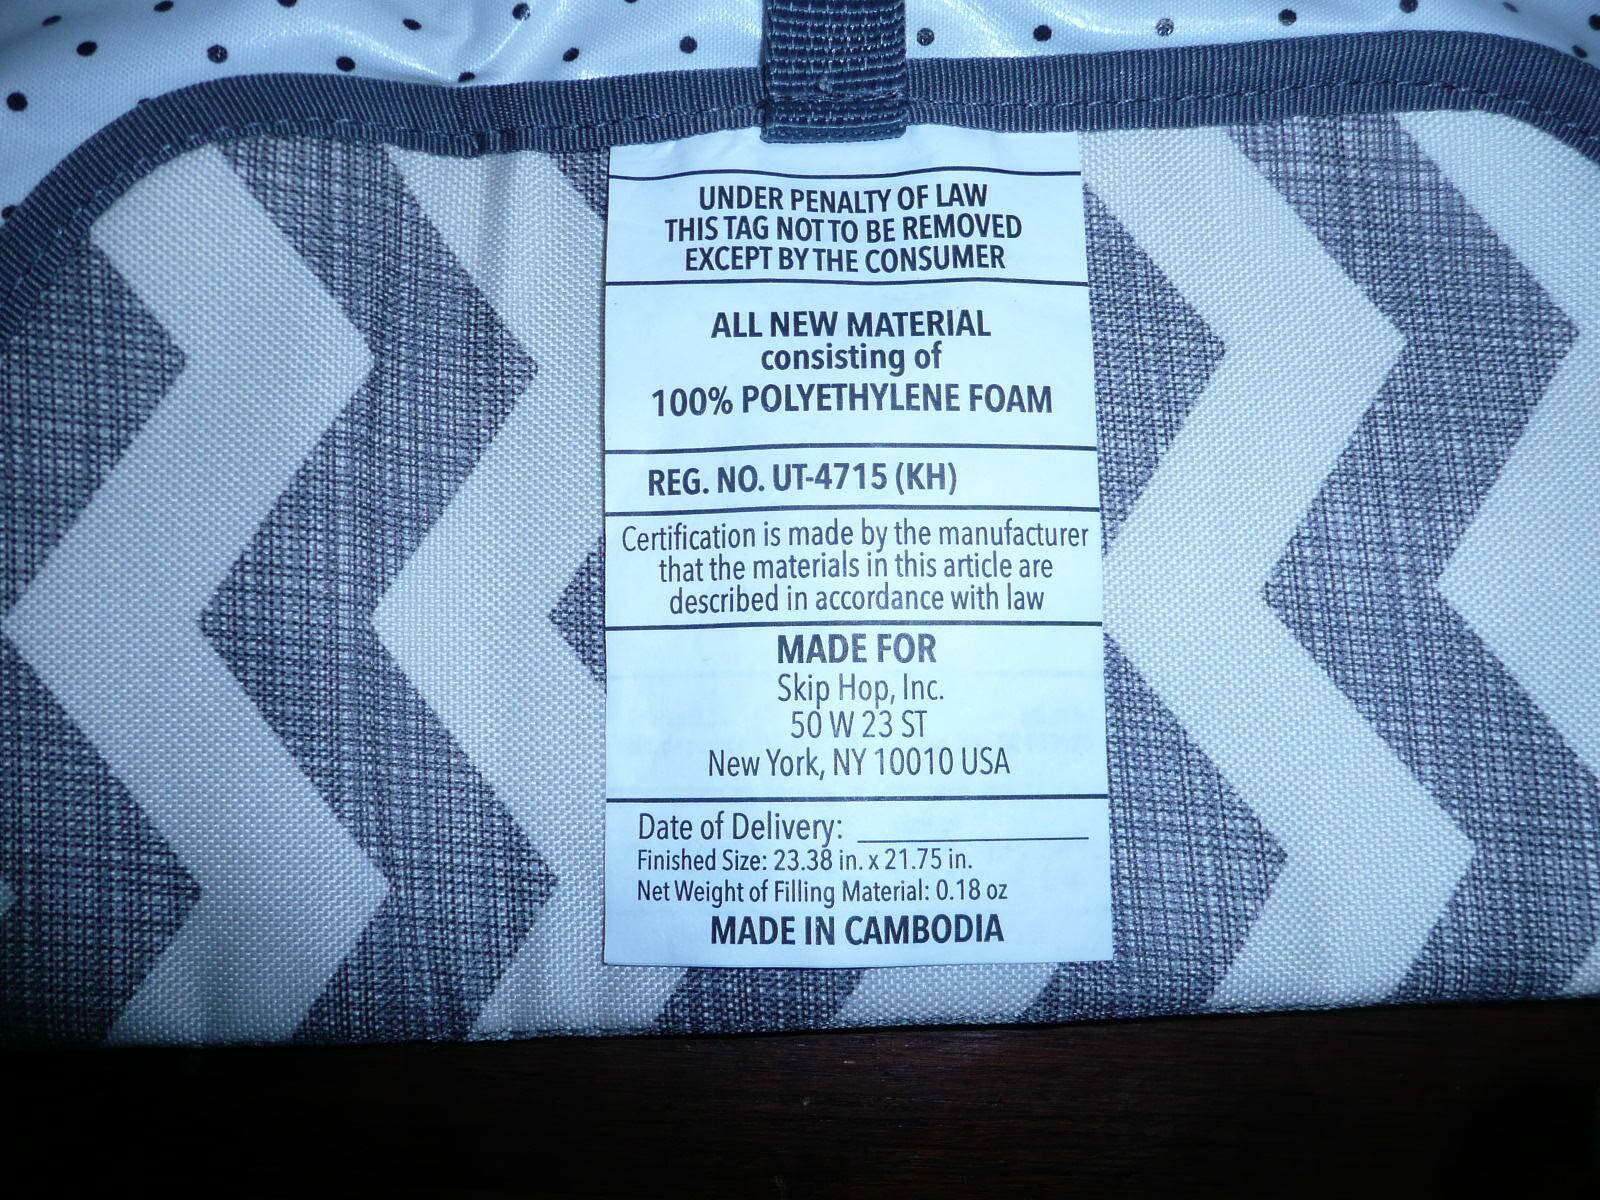 UNDER PENALTY OF LAW
THIS TAG NOT TO BE REMOVED
EXCEPT BY THE CONSUMER
ALL NEW MATERIAL
consisting of
100% POLYETHYLENE FOAM
REG. NO. UT-4715 (KH)
Certification is made by the manufacturer
that the materials in this article are
described in accordance with law
MADE FOR
Skip Hop, Inc.
50 W 23 ST
New York, NY 10010 USA
Date of Delivery:
Finished Size: 23.38 in. x 21.75 in.
Net Weight of Filling Material: 0.18 oz
MADE IN CAMBODIA